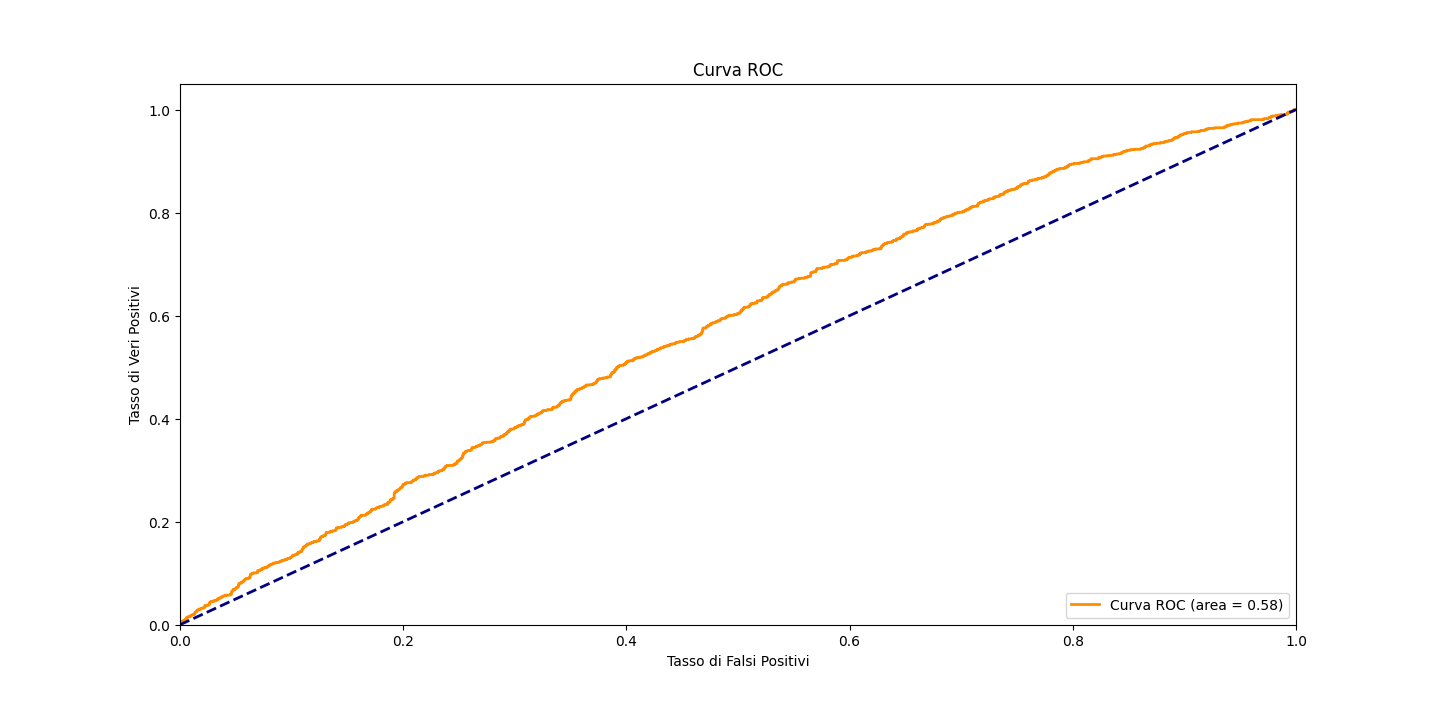 Curva ROC
1.0
0.8
0.6
0.4
0.2
0.0
Tasso di Veri Positivi
Curva ROC (area = 0.58)
0.0 0.2 0.4 0.6 0.8 1.0
Tasso di Falsi Positivi